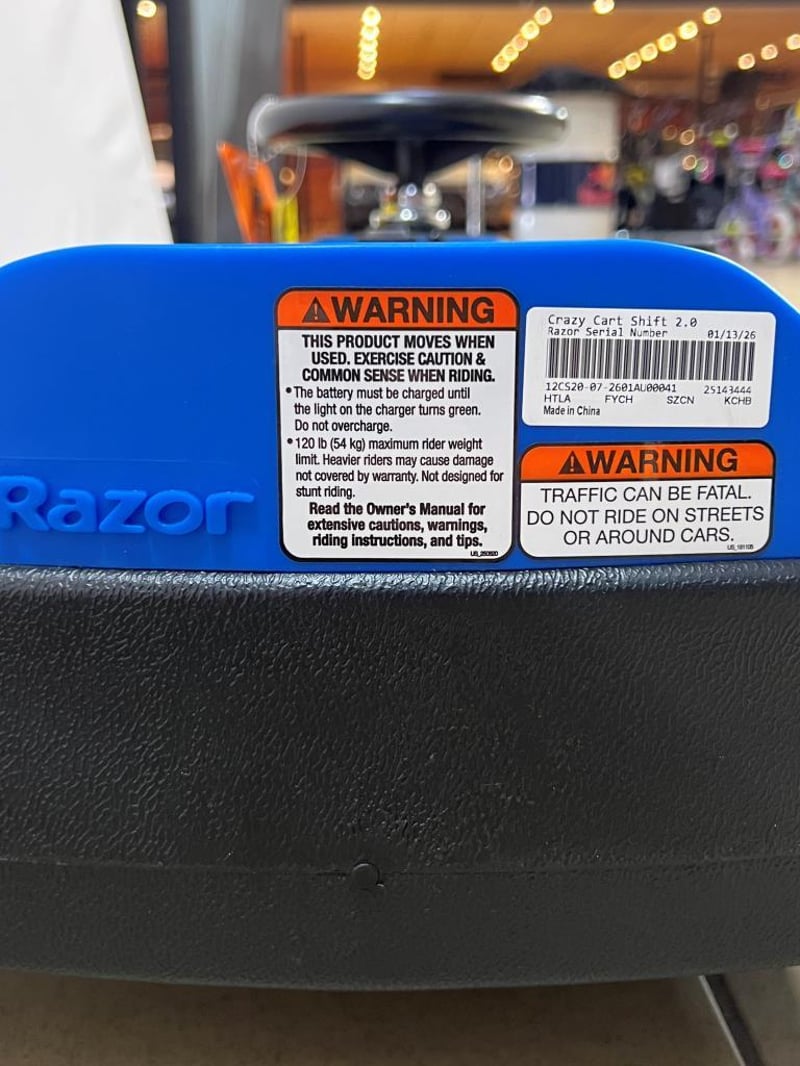 WARNING
THIS PRODUCT MOVES WHEN
USED. EXERCISE CAUTION &
COMMON SENSE WHEN RIDING.
• The battery must be charged until
the light on the charger turns green.
Do not overcharge.
• 120 lb (54 kg) maximum rider weight
limit. Heavier riders may cause damage
not covered by warranty. Not designed for
stunt riding.
Read the Owner's Manual for
extensive cautions, warnings,
riding instructions, and tips.
US_250520
Crazy Cart Shift 2.0
Razor Serial Number 01/13/26
12CS20-07-2601AU00041 25143444
HTLA FYCH SZCN KCHB
Made in China
WARNING
TRAFFIC CAN BE FATAL.
DO NOT RIDE ON STREETS
OR AROUND CARS.
US_181105
Razor